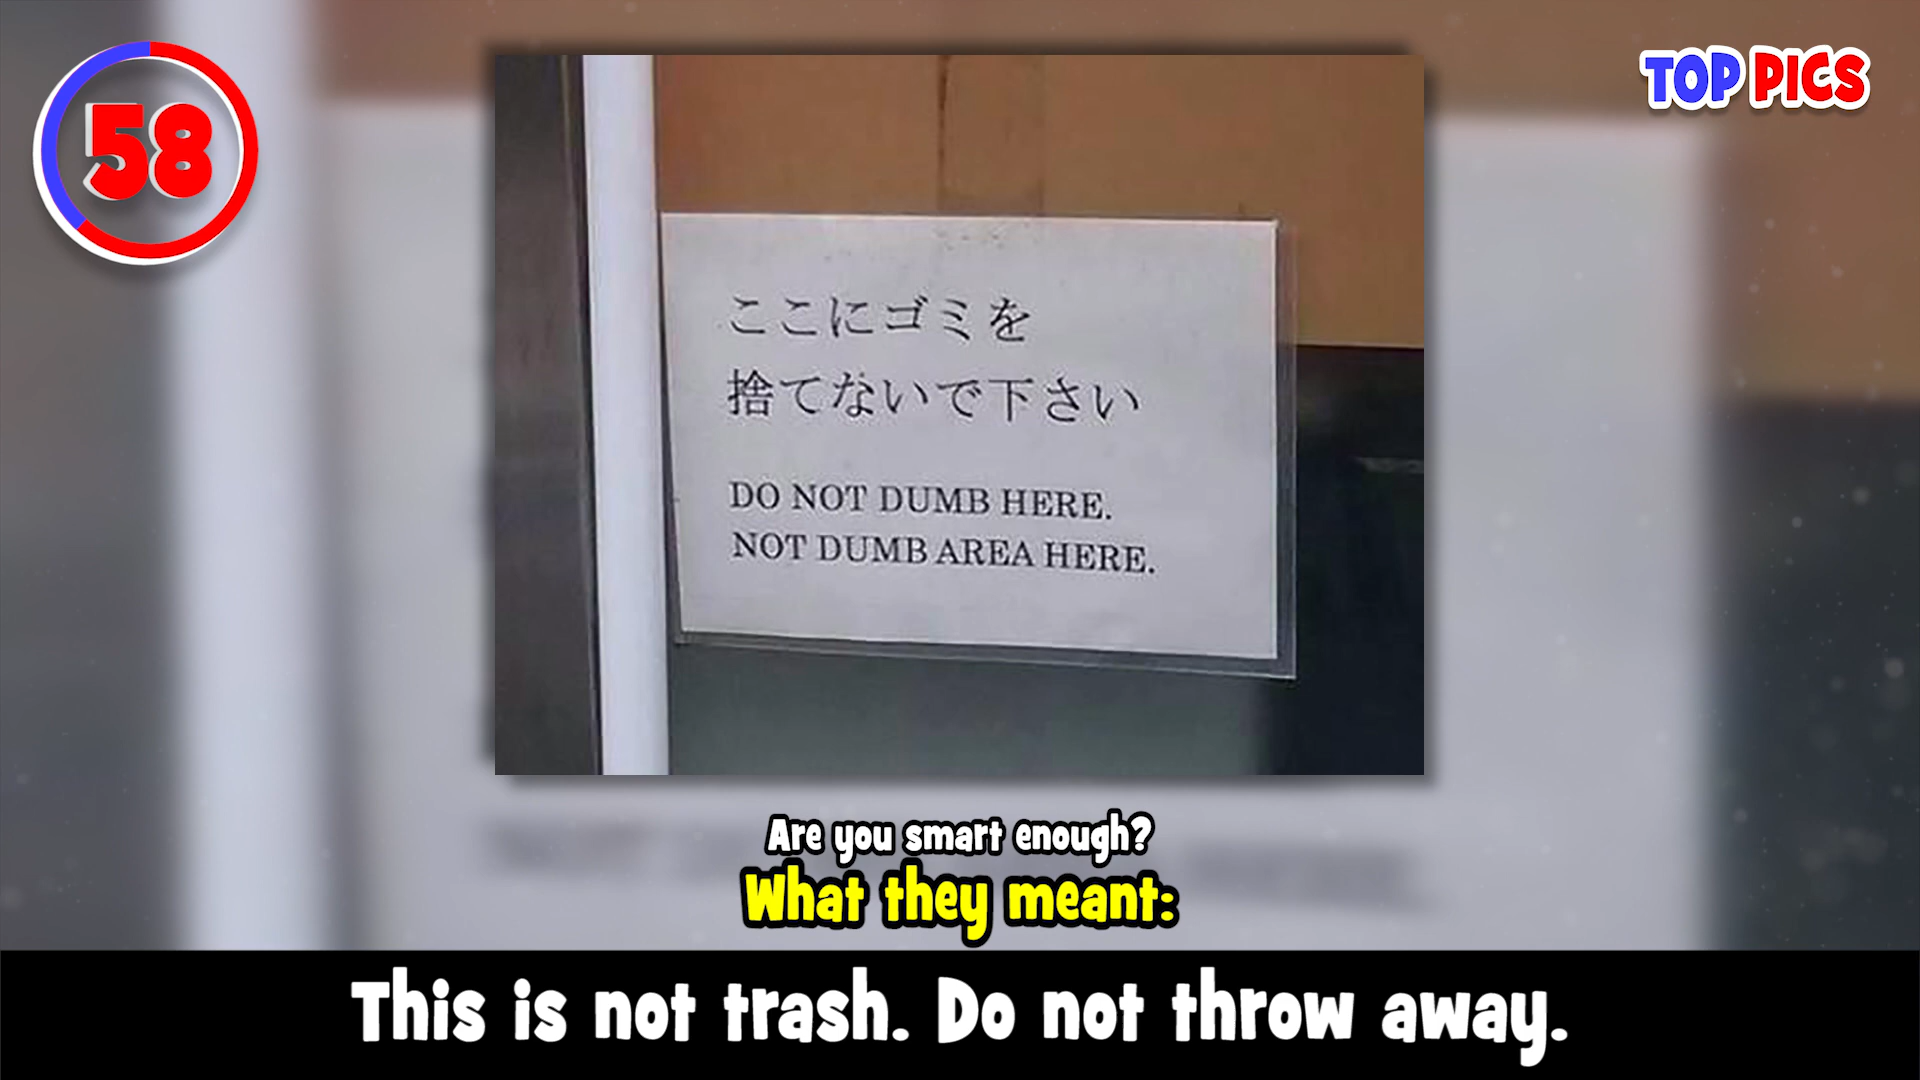 58
TOP PICS
ここにゴミを
捨てないで下さい
DO NOT DUMB HERE.
NOT DUMB AREA HERE.
Are you smart enough?
What they meant:
This is not trash. Do not throw away.